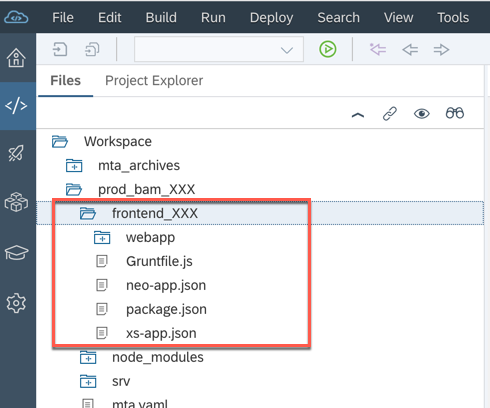 File Edit Build Run Deploy Search View Tools
Files Project Explorer
Workspace
mta_archives
prod_bam_XXX
frontend_XXX
webapp
Gruntfile.js
neo-app.json
package.json
xs-app.json
node_modules
srv
mta.yaml